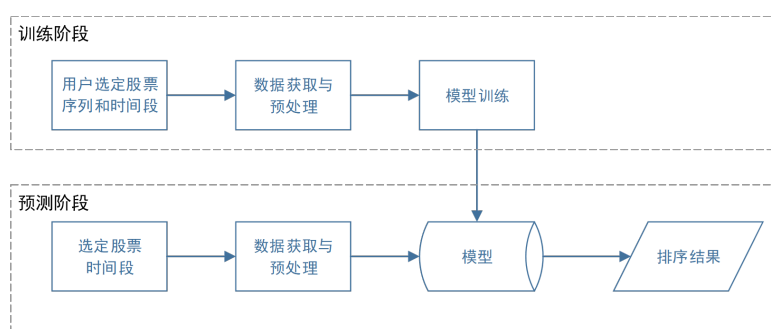 训练阶段
用户选定股票
序列和时间段
数据获取与
预处理
模型训练
预测阶段
选定股票
时间段
数据获取与
预处理
模型
排序结果